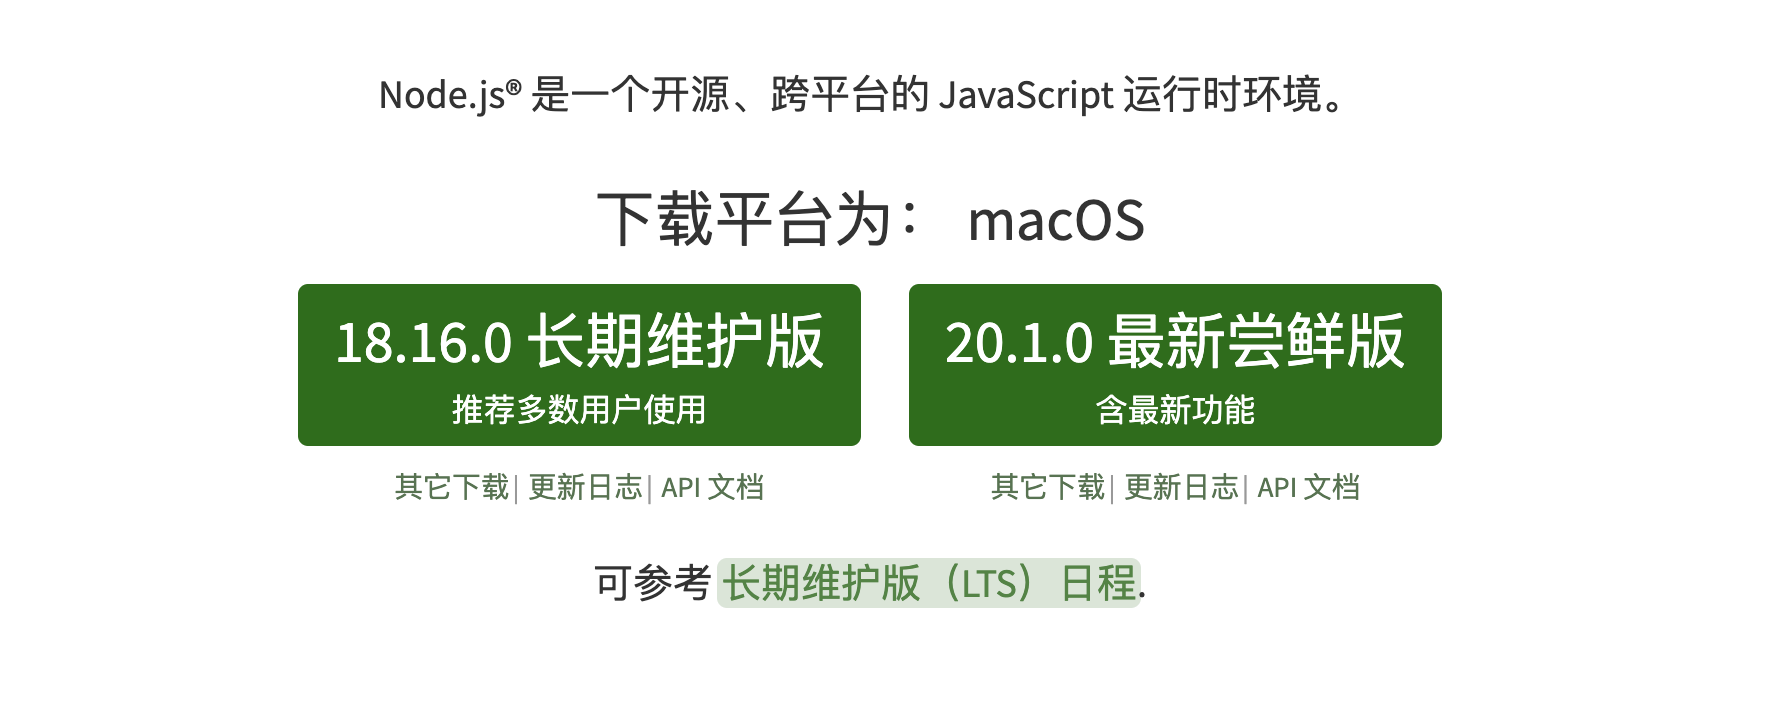 Node.js® 是一个开源、跨平台的 JavaScript 运行时环境。
下载平台为： macOS
18.16.0 长期维护版
推荐多数用户使用
其它下载| 更新日志| API 文档
20.1.0 最新尝鲜版
含最新功能
其它下载| 更新日志| API 文档
可参考 长期维护版（LTS）日程.